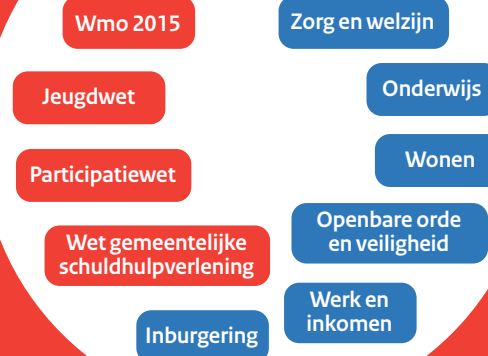 Wmo 2015
Zorg en welzijn
Jeugdwet
Onderwijs
Participatiewet
Wonen
Wet gemeentelijke
schuldhulpverlening
Openbare orde
en veiligheid
Werk en
inkomen
Inburgering